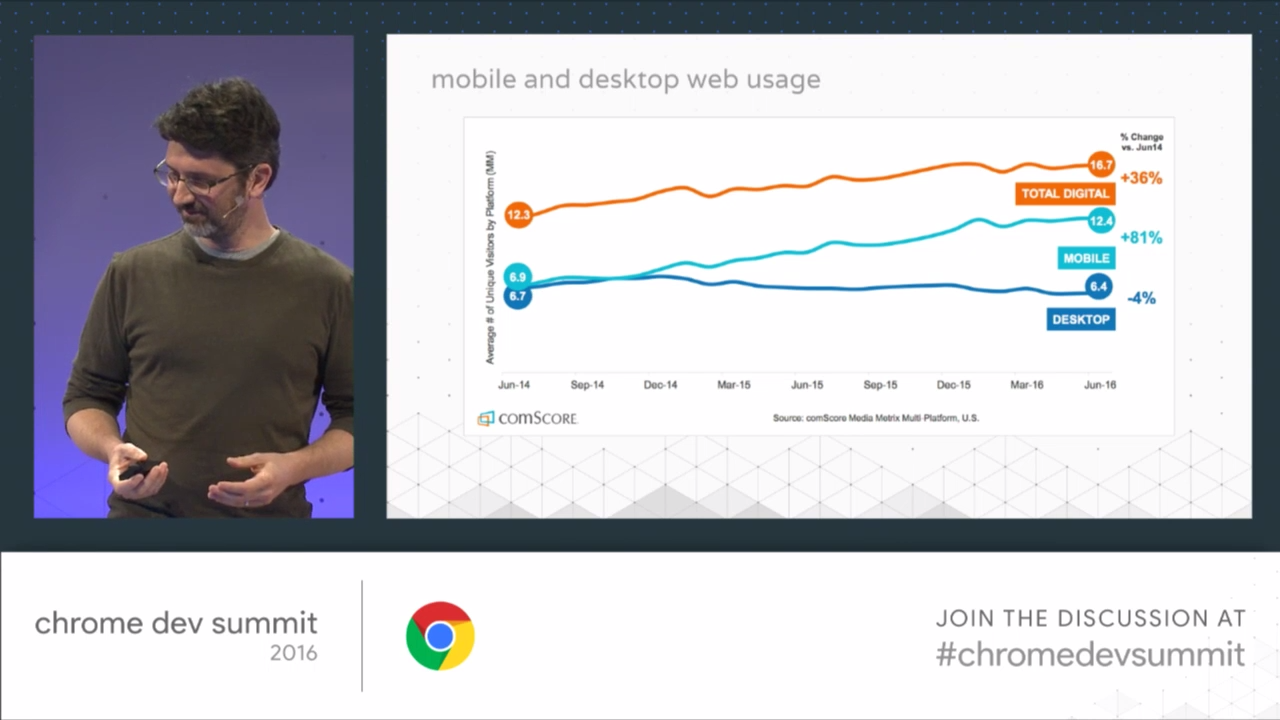 mobile and desktop web usage
% Change
vs. Jun14
Average # of Unique Visitors by Platform (MM)
16.7
+36%
TOTAL DIGITAL
12.3
12.4
+81%
MOBILE
6.9
6.7
6.4
-4%
DESKTOP
Jun-14 Sep-14 Dec-14 Mar-15 Jun-15 Sep-15 Dec-15 Mar-16 Jun-16
comSCORE
Source: comScore Media Metrix Multi-Platform, U.S.
chrome dev summit
2016
JOIN THE DISCUSSION AT
#chromedevsummit